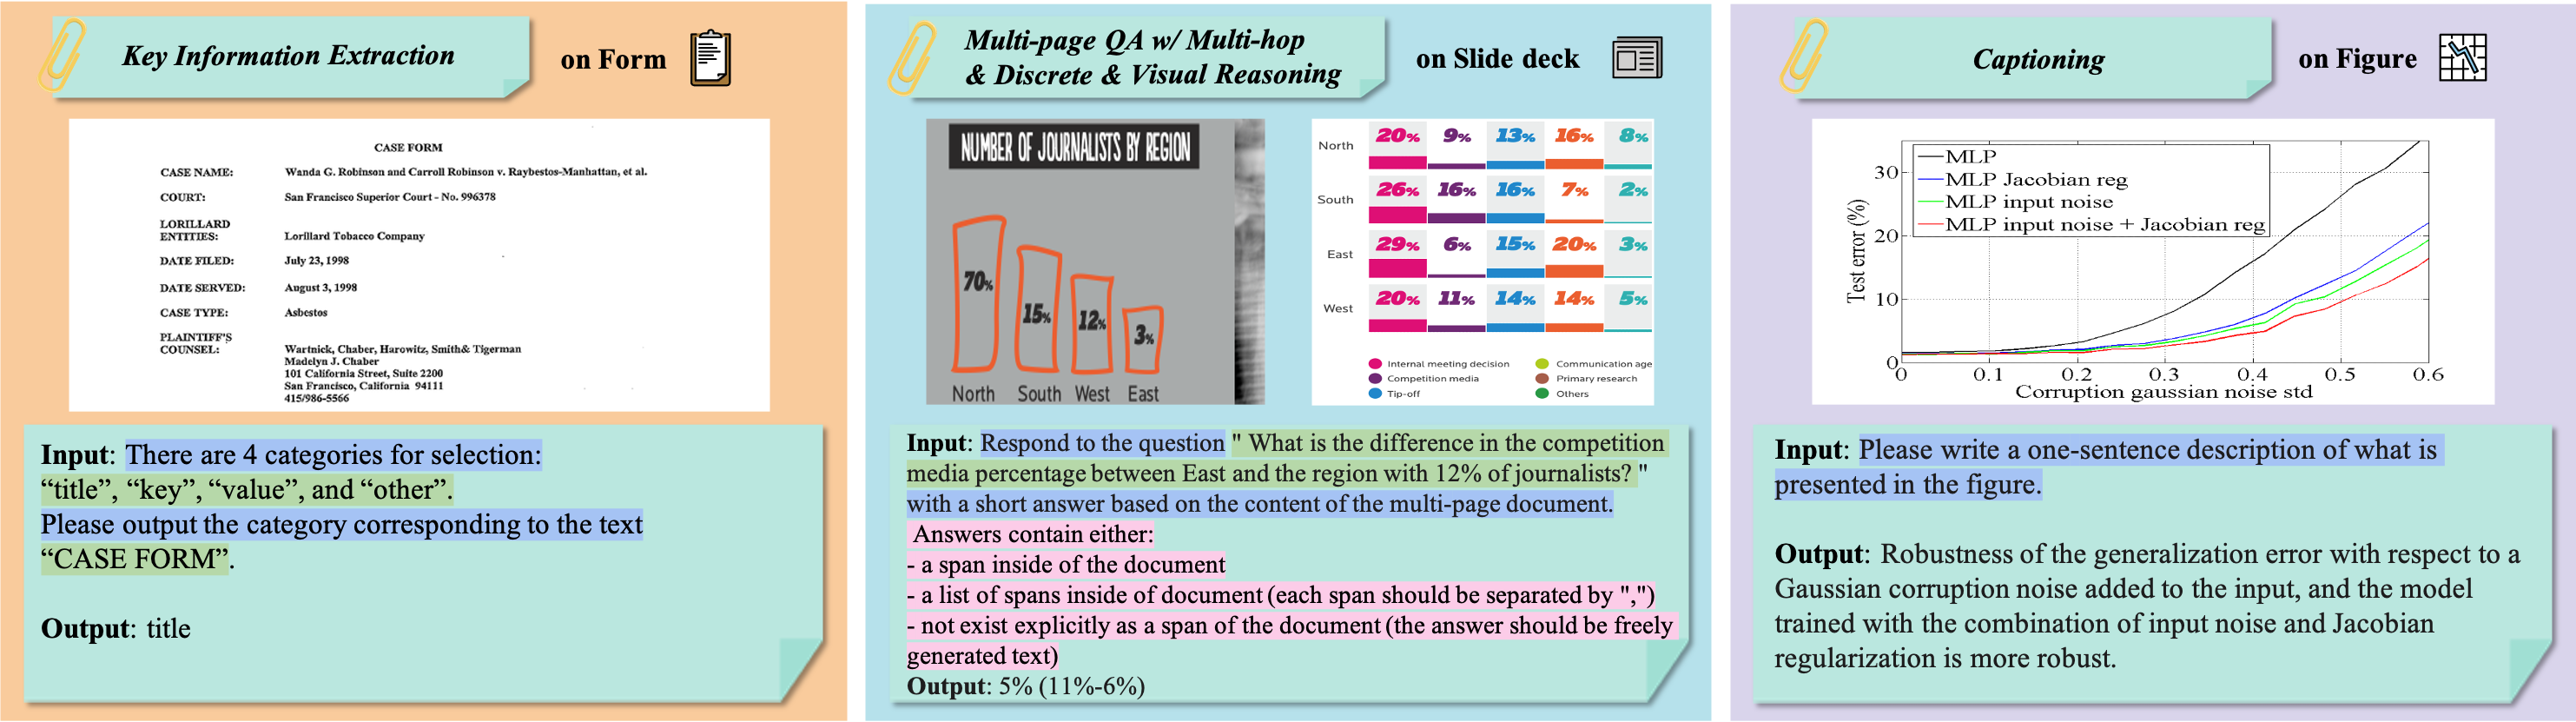 Key Information Extraction
on Form
CASE FORM
CASE NAME: Wanda G. Robinson and Carroll Robinson v. Raybestos-Manhattan, et al.
COURT: San Francisco Superior Court - No. 996378
LORILLARD
ENTITIES: Lorillard Tobacco Company
DATE FILED: July 23, 1998
DATE SERVED: August 3, 1998
CASE TYPE: Asbestos
PLAINTIFF'S
COUNSEL: Wartnick, Chaber, Harowitz, Smith& Tigerman
Madelyn J. Chaber
101 California Street, Suite 2200
San Francisco, California 94111
415/986-5566
Input: There are 4 categories for selection:
“title”, “key”, “value”, and “other”.
Please output the category corresponding to the text
“CASE FORM”.
Output: title
Multi-page QA w/ Multi-hop
& Discrete & Visual Reasoning
on Slide deck
NUMBER OF JOURNALISTS BY REGION
70%
15%
12%
3%
North South West East
North 20% 9% 13% 16% 8%
South 26% 16% 16% 7% 2%
East 29% 6% 15% 20% 3%
West 20% 11% 14% 14% 5%
Internal meeting decision
Competition media
Tip-off
Communication age
Primary research
Others
Input: Respond to the question " What is the difference in the competition
media percentage between East and the region with 12% of journalists? "
with a short answer based on the content of the multi-page document.
Answers contain either:
- a span inside of the document
- a list of spans inside of document (each span should be separated by ",")
- not exist explicitly as a span of the document (the answer should be freely
generated text)
Output: 5% (11%-6%)
Captioning
on Figure
MLP
MLP Jacobian reg
MLP input noise
MLP input noise + Jacobian reg
Test error (%)
30
20
10
0
0 0.1 0.2 0.3 0.4 0.5 0.6
Corruption gaussian noise std
Input: Please write a one-sentence description of what is
presented in the figure.
Output: Robustness of the generalization error with respect to a
Gaussian corruption noise added to the input, and the model
trained with the combination of input noise and Jacobian
regularization is more robust.